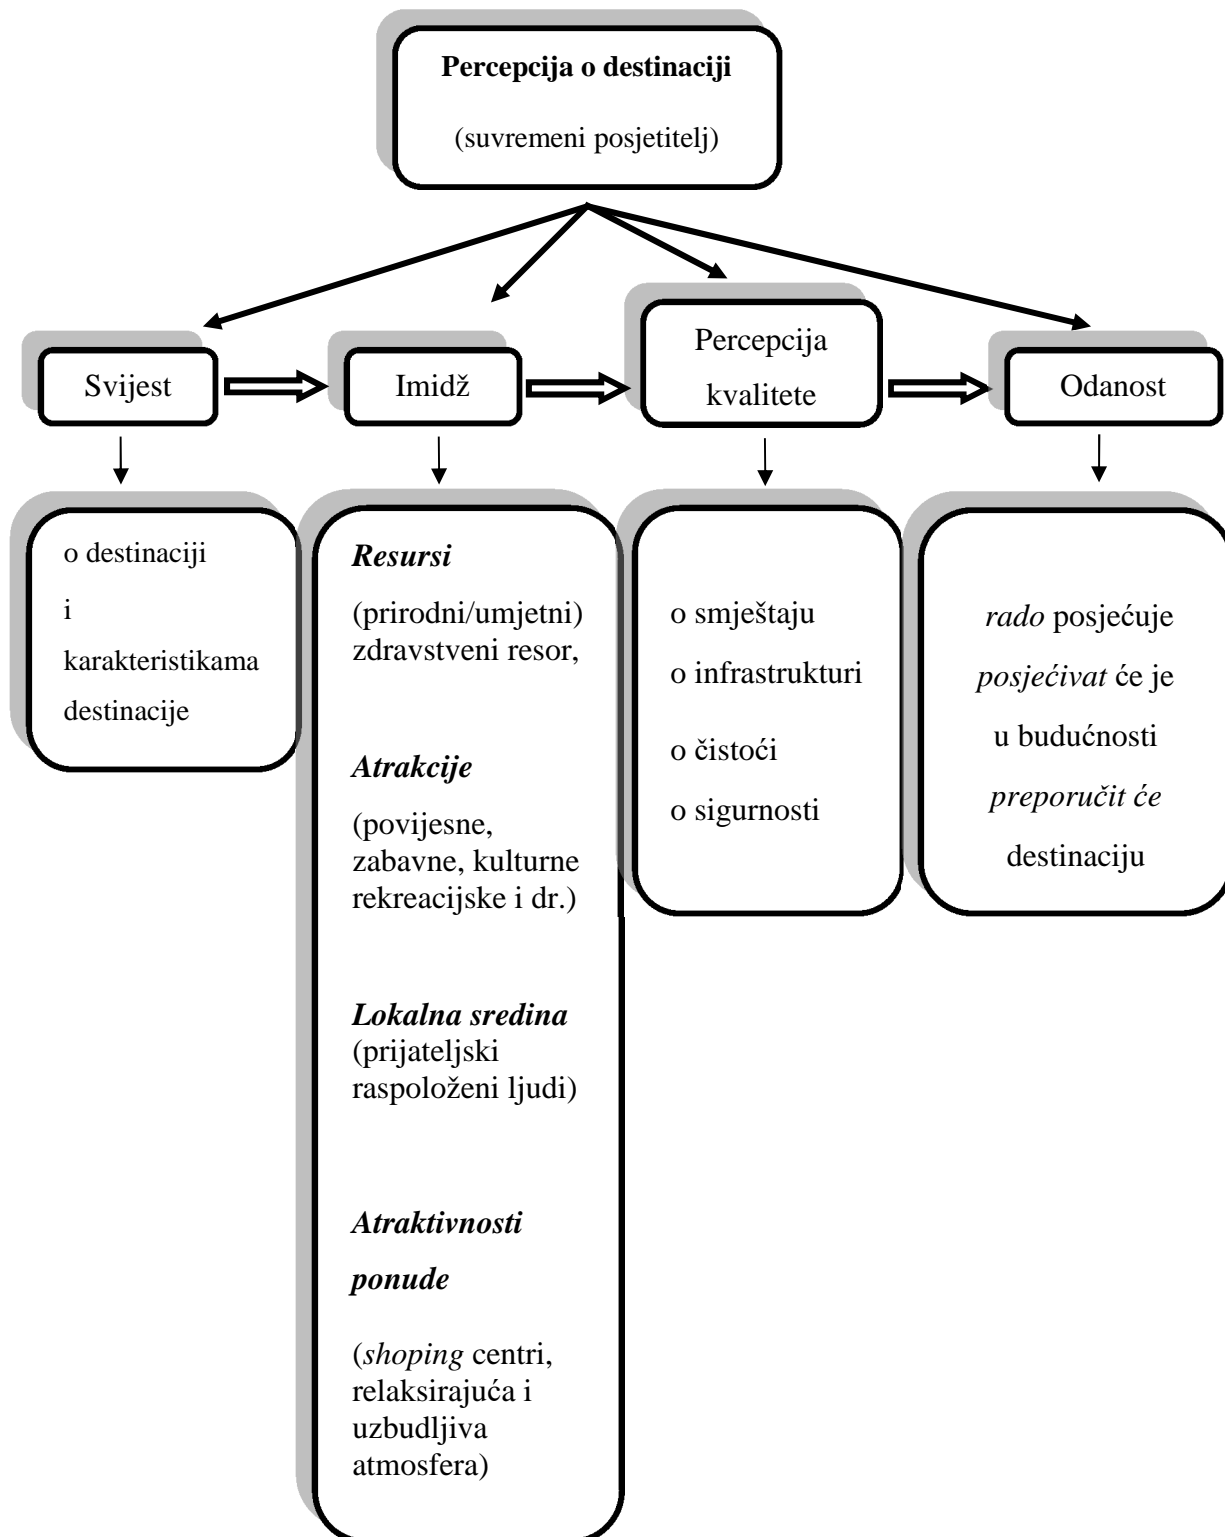 Percepcija o destinaciji
(suvremeni posjetitelj)
Svijest
Imidž
Percepcija
kvalitete
Odanost
o destinaciji
i
karakteristikama
destinacije
Resursi
(prirodni/umjetni)
zdravstveni resor,
Atrakcije
(povijesne,
zabavne, kulturne
rekreacijske i dr.)
Lokalna sredina
(prijateljski
raspoloženi ljudi)
Atraktivnosti
ponude
(shoping centri,
relaksirajuća i
uzbudljiva
atmosfera)
o smještaju
o infrastrukturi
o čistoći
o sigurnosti
rado posjećuje
posjećivat će je
u budućnosti
preporučit će
destinaciju